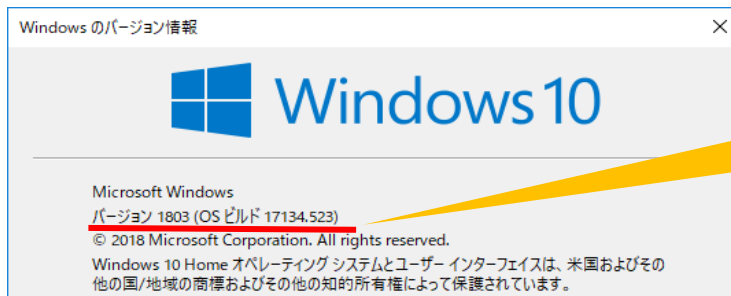 Windows のバージョン情報
Windows 10
Microsoft Windows
バージョン 1803 (OS ビルド 17134.523)
© 2018 Microsoft Corporation. All rights reserved.
Windows 10 Home オペレーティング システムとユーザー インターフェイスは、米国およびその
他の国/地域の商標およびその他の知的所有権によって保護されています。